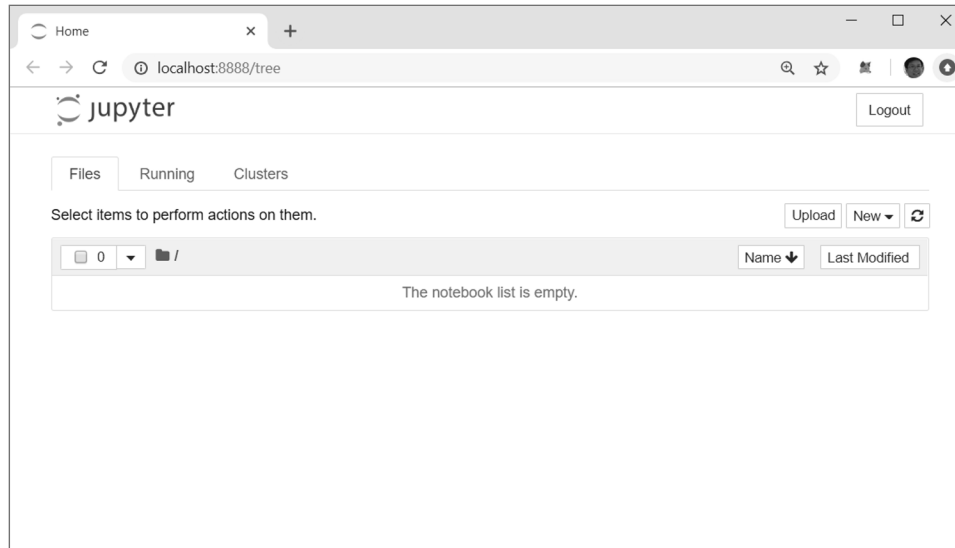 Home
localhost:8888/tree
jupyter
Logout
Files Running Clusters
Select items to perform actions on them.
Upload New
0 / Name Last Modified
The notebook list is empty.